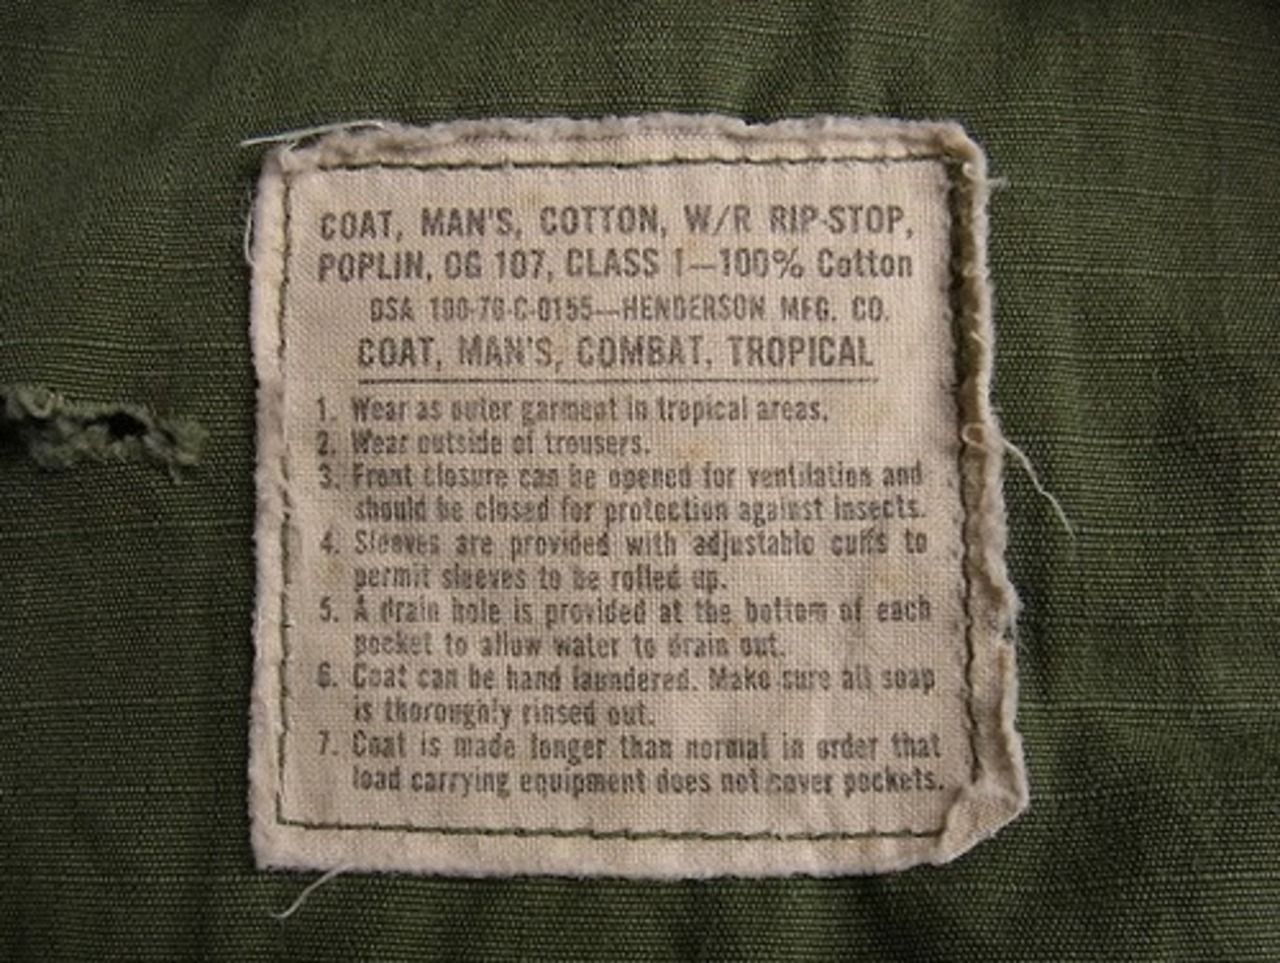 COAT, MAN'S, COTTON, W/R RIP-STOP,
POPLIN, OG 107, CLASS 1—100% Cotton
DSA 100-70-C-0155—HENDERSON MFG. CO.
COAT, MAN'S, COMBAT, TROPICAL
1. Wear as outer garment in tropical areas.
2. Wear outside of trousers.
3. Front closure can be opened for ventilation and
should be closed for protection against insects.
4. Sleeves are provided with adjustable cuffs to
permit sleeves to be rolled up.
5. A drain hole is provided at the bottom of each
pocket to allow water to drain out.
6. Coat can be hand laundered. Make sure all soap
is thoroughly rinsed out.
7. Coat is made longer than normal in order that
load carrying equipment does not cover pockets.